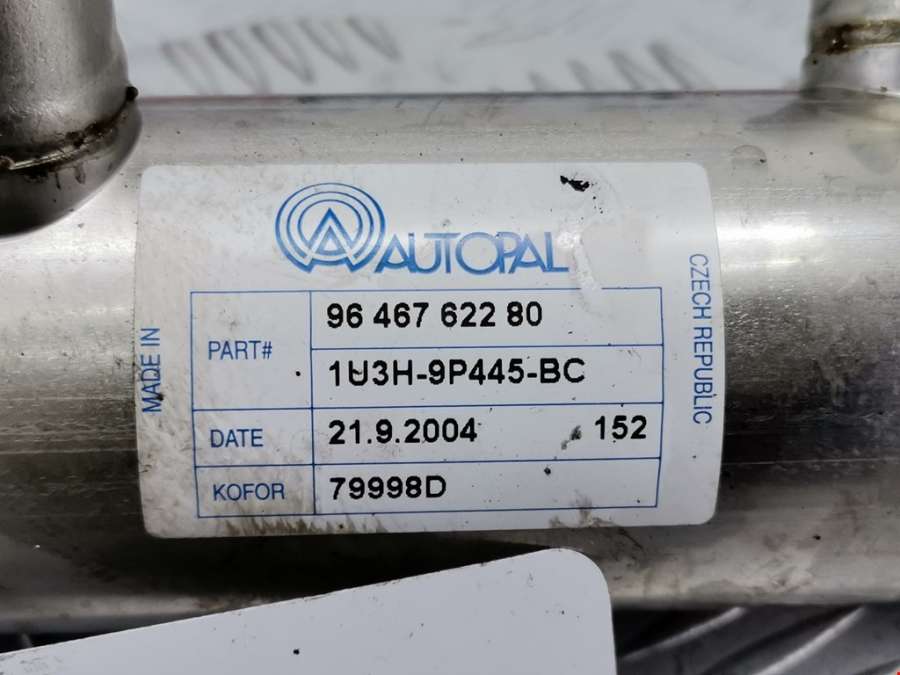 AUTOPAL
MADE IN
CZECH REPUBLIC
PART# 96 467 622 80
1U3H-9P445-BC
DATE 21.9.2004 152
KOFOR 79998D